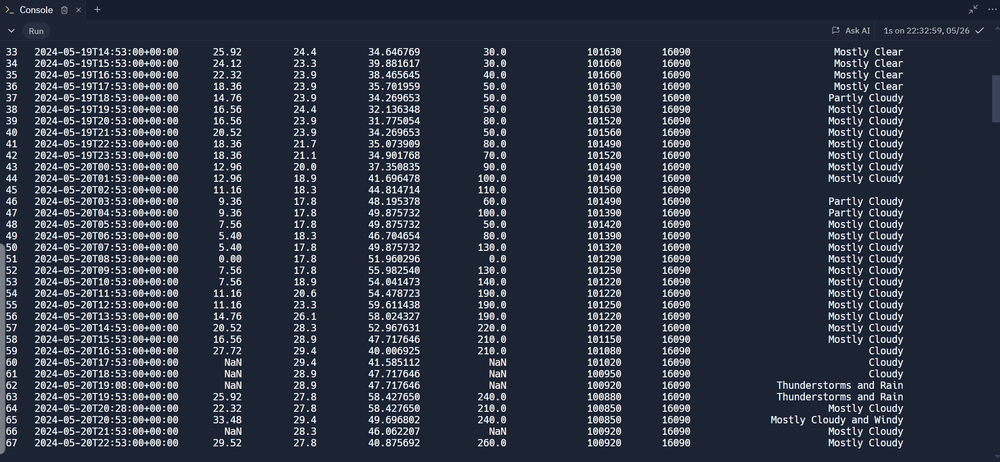 Console
Run Ask AI 1s on 22:32:59, 05/26
33 2024-05-19T14:53:00+00:00 25.92 24.4 34.646769 30.0 101630 16090 Mostly Clear
34 2024-05-19T15:53:00+00:00 24.12 23.3 39.881617 30.0 101660 16090 Mostly Clear
35 2024-05-19T16:53:00+00:00 22.32 23.9 38.465645 40.0 101660 16090 Mostly Clear
36 2024-05-19T17:53:00+00:00 18.36 23.9 35.701959 50.0 101630 16090 Mostly Clear
37 2024-05-19T18:53:00+00:00 14.76 23.9 34.269653 50.0 101590 16090 Partly Cloudy
38 2024-05-19T19:53:00+00:00 16.56 24.4 32.136348 50.0 101630 16090 Mostly Cloudy
39 2024-05-19T20:53:00+00:00 16.56 23.9 31.775054 80.0 101520 16090 Mostly Cloudy
40 2024-05-19T21:53:00+00:00 20.52 23.9 34.269653 50.0 101560 16090 Mostly Cloudy
41 2024-05-19T22:53:00+00:00 18.36 21.7 35.073909 80.0 101490 16090 Mostly Cloudy
42 2024-05-19T23:53:00+00:00 18.36 21.1 34.901768 70.0 101520 16090 Mostly Cloudy
43 2024-05-20T00:53:00+00:00 12.96 20.0 37.350835 90.0 101490 16090 Mostly Cloudy
44 2024-05-20T01:53:00+00:00 12.96 18.9 41.696478 100.0 101490 16090 Mostly Cloudy
45 2024-05-20T02:53:00+00:00 11.16 18.3 44.814714 110.0 101560 16090
46 2024-05-20T03:53:00+00:00 9.36 17.8 48.195378 60.0 101490 16090 Partly Cloudy
47 2024-05-20T04:53:00+00:00 9.36 17.8 49.875732 100.0 101390 16090 Partly Cloudy
48 2024-05-20T05:53:00+00:00 7.56 17.8 49.875732 50.0 101420 16090 Mostly Cloudy
49 2024-05-20T06:53:00+00:00 5.40 18.3 46.704654 80.0 101390 16090 Mostly Cloudy
50 2024-05-20T07:53:00+00:00 5.40 17.8 49.875732 130.0 101320 16090 Mostly Cloudy
51 2024-05-20T08:53:00+00:00 0.00 17.8 51.960296 0.0 101290 16090 Mostly Cloudy
52 2024-05-20T09:53:00+00:00 7.56 17.8 55.982540 130.0 101250 16090 Mostly Cloudy
53 2024-05-20T10:53:00+00:00 7.56 18.9 54.041473 140.0 101220 16090 Mostly Cloudy
54 2024-05-20T11:53:00+00:00 11.16 20.6 54.478723 190.0 101220 16090 Mostly Cloudy
55 2024-05-20T12:53:00+00:00 11.16 23.3 59.611438 190.0 101250 16090 Mostly Cloudy
56 2024-05-20T13:53:00+00:00 14.76 26.1 58.024327 190.0 101220 16090 Mostly Cloudy
57 2024-05-20T14:53:00+00:00 20.52 28.3 52.967631 220.0 101220 16090 Mostly Cloudy
58 2024-05-20T15:53:00+00:00 16.56 28.9 47.717646 210.0 101150 16090 Mostly Cloudy
59 2024-05-20T16:53:00+00:00 27.72 29.4 40.006925 210.0 101080 16090 Cloudy
60 2024-05-20T17:53:00+00:00 NaN 29.4 41.585112 NaN 101020 16090 Cloudy
61 2024-05-20T18:53:00+00:00 NaN 28.9 47.717646 NaN 100950 16090 Cloudy
62 2024-05-20T19:08:00+00:00 NaN 28.9 47.717646 NaN 100920 16090 Thunderstorms and Rain
63 2024-05-20T19:53:00+00:00 25.92 27.8 58.427650 240.0 100880 16090 Thunderstorms and Rain
64 2024-05-20T20:28:00+00:00 22.32 27.8 58.427650 210.0 100850 16090 Mostly Cloudy
65 2024-05-20T20:53:00+00:00 33.48 29.4 49.696802 240.0 100850 16090 Mostly Cloudy and Windy
66 2024-05-20T21:53:00+00:00 NaN 28.3 46.062207 NaN 100920 16090 Mostly Cloudy
67 2024-05-20T22:53:00+00:00 29.52 27.8 40.875692 260.0 100920 16090 Mostly Cloudy